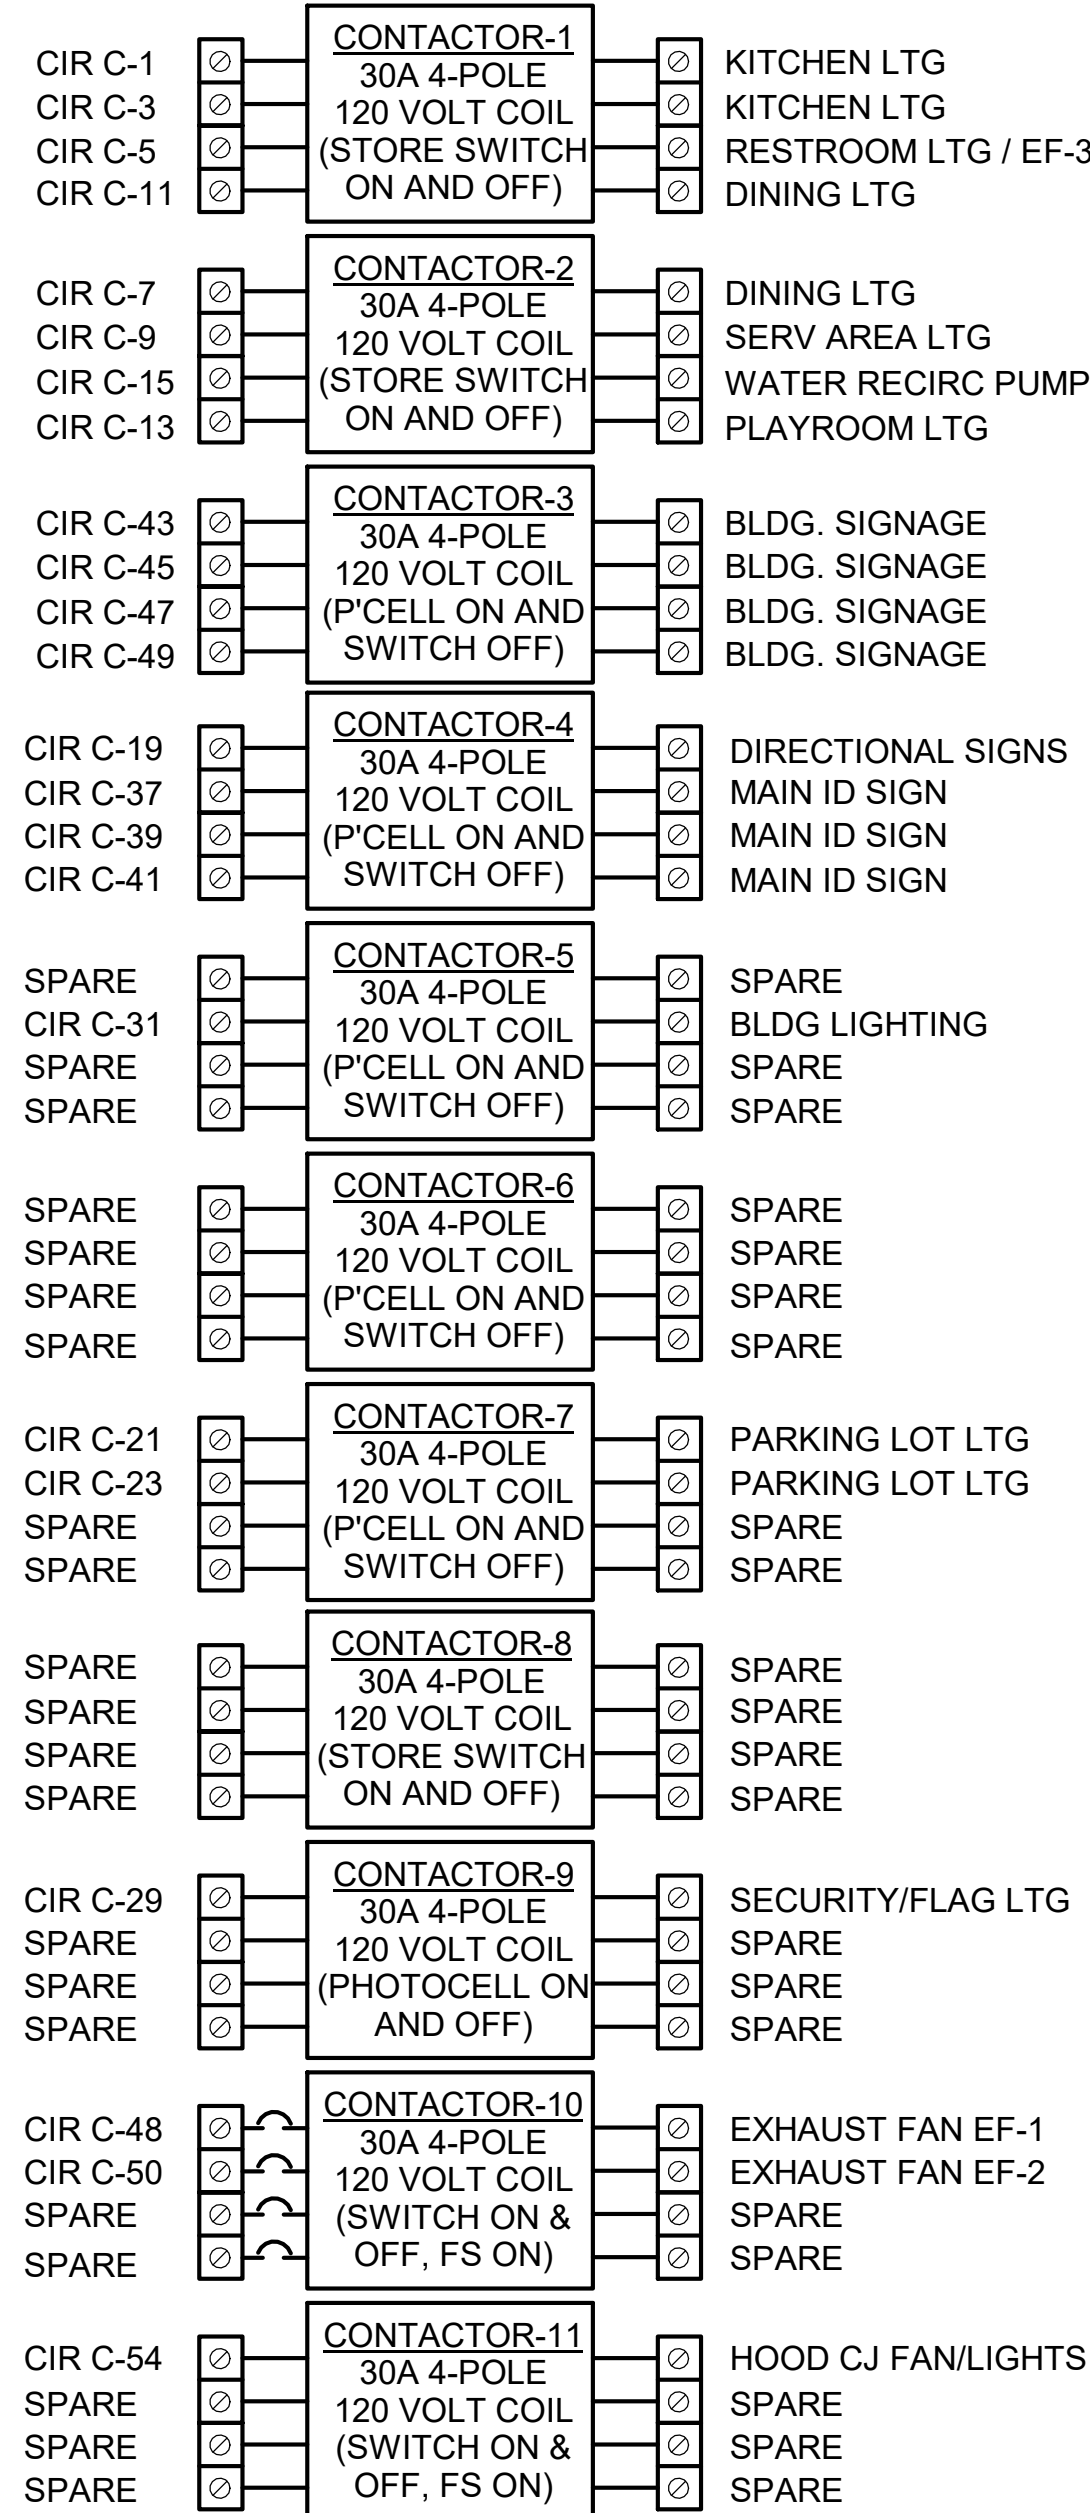 CONTACTOR-1
CIR C-1 30A 4-POLE KITCHEN LTG
CIR C-3 120 VOLT COIL KITCHEN LTG
CIR C-5 (STORE SWITCH RESTROOM LTG / EF-3
CIR C-11 ON AND OFF) DINING LTG
CONTACTOR-2
CIR C-7 30A 4-POLE DINING LTG
CIR C-9 120 VOLT COIL SERV AREA LTG
CIR C-15 (STORE SWITCH WATER RECIRC PUMP
CIR C-13 ON AND OFF) PLAYROOM LTG
CONTACTOR-3
CIR C-43 30A 4-POLE BLDG. SIGNAGE
CIR C-45 120 VOLT COIL BLDG. SIGNAGE
CIR C-47 (P'CELL ON AND BLDG. SIGNAGE
CIR C-49 SWITCH OFF) BLDG. SIGNAGE
CONTACTOR-4
CIR C-19 30A 4-POLE DIRECTIONAL SIGNS
CIR C-37 120 VOLT COIL MAIN ID SIGN
CIR C-39 (P'CELL ON AND MAIN ID SIGN
CIR C-41 SWITCH OFF) MAIN ID SIGN
CONTACTOR-5
SPARE 30A 4-POLE SPARE
CIR C-31 120 VOLT COIL BLDG LIGHTING
SPARE (P'CELL ON AND SPARE
SPARE SWITCH OFF) SPARE
CONTACTOR-6
SPARE 30A 4-POLE SPARE
SPARE 120 VOLT COIL SPARE
SPARE (P'CELL ON AND SPARE
SPARE SWITCH OFF) SPARE
CONTACTOR-7
CIR C-21 30A 4-POLE PARKING LOT LTG
CIR C-23 120 VOLT COIL PARKING LOT LTG
SPARE (P'CELL ON AND SPARE
SPARE SWITCH OFF) SPARE
CONTACTOR-8
SPARE 30A 4-POLE SPARE
SPARE 120 VOLT COIL SPARE
SPARE (STORE SWITCH SPARE
SPARE ON AND OFF) SPARE
CONTACTOR-9
CIR C-29 30A 4-POLE SECURITY/FLAG LTG
SPARE 120 VOLT COIL SPARE
SPARE (PHOTOCELL ON SPARE
SPARE AND OFF) SPARE
CONTACTOR-10
CIR C-48 30A 4-POLE EXHAUST FAN EF-1
CIR C-50 120 VOLT COIL EXHAUST FAN EF-2
SPARE (SWITCH ON & SPARE
SPARE OFF, FS ON) SPARE
CONTACTOR-11
CIR C-54 30A 4-POLE HOOD CJ FAN/LIGHTS
SPARE 120 VOLT COIL SPARE
SPARE (SWITCH ON & SPARE
SPARE OFF, FS ON) SPARE